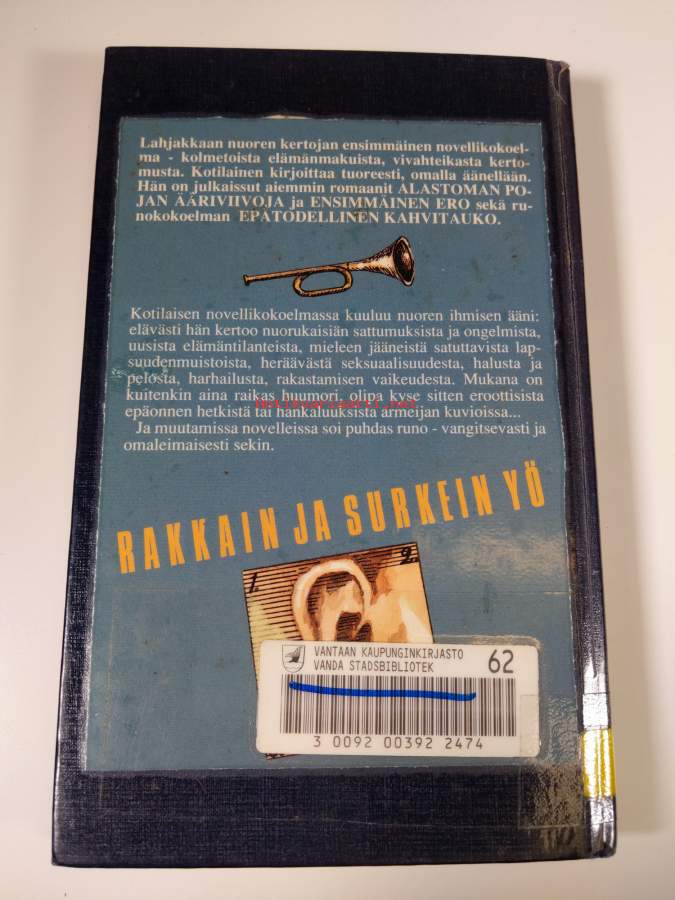 Lahjakkaan nuoren kertojan ensimmäinen novellikokoel-
ma - kolmetoista elämänmakuista, vivahteikasta kerto-
musta. Kotilainen kirjoittaa tuoreesti, omalla äänellään.
Hän on julkaissut aiemmin romaanit ALASTOMAN PO-
JAN ÄÄRIVIIVOJA ja ENSIMMÄINEN ERO sekä ru-
nokokoelman EPÄTODELLINEN KAHVITAUKO.
Kotilaisen novellikokoelmassa kuuluu nuoren ihmisen ääni:
elävästi hän kertoo nuorukaisiän sattumuksista ja ongelmista,
uusista elämäntilanteista, mieleen jääneistä satuttavista lap-
suudenmuistoista, heräävästä seksuaalisuudesta, halusta ja
pelosta, harhailusta, rakastamisen vaikeudesta. Mukana on
kuitenkin aina raikas huumori, olipa kyse sitten eroottisista
epäonnen hetkistä tai hankaluuksista armeijan kuvioissa...
Ja muutamissa novelleissa soi puhdas runo - vangitsevasti ja
omaleimaisesti sekin.
RAKKAIN JA SURKEIN YÖ
1. 2.
VANTAAN KAUPUNGINKIRJASTO 62
VANDA STADSBIBLIOTEK
3 0092 00392 2474